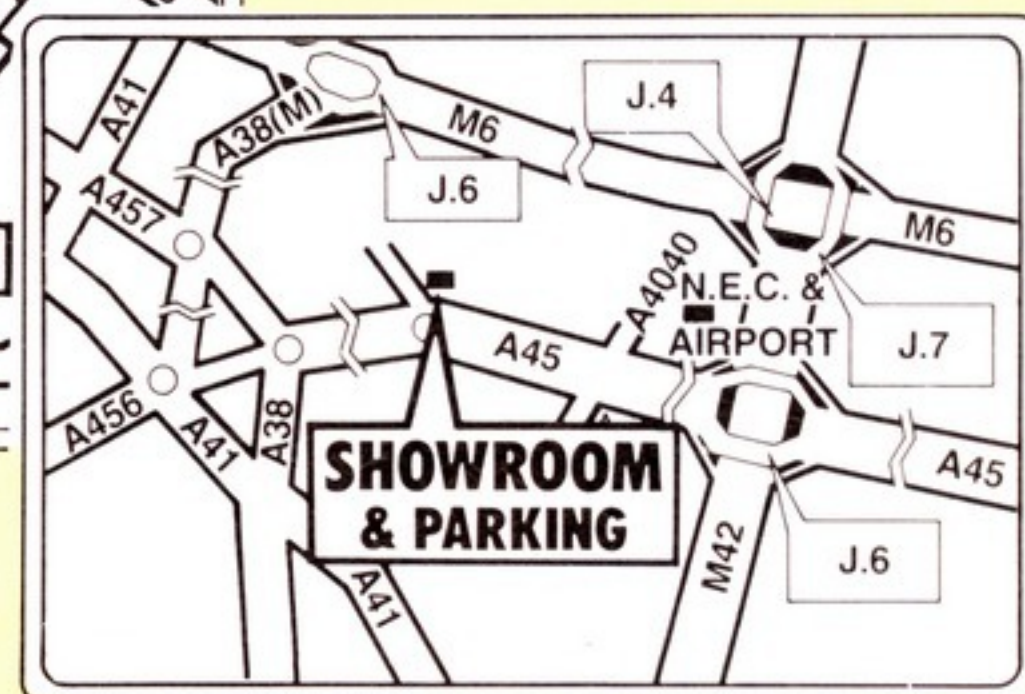 A41
A38(M)
M6
J.4
J.6
A457
M6
A4040
N.E.C. &
AIRPORT
J.7
A45
A456
A41
A38
SHOWROOM
& PARKING
A45
M42
J.6
A41